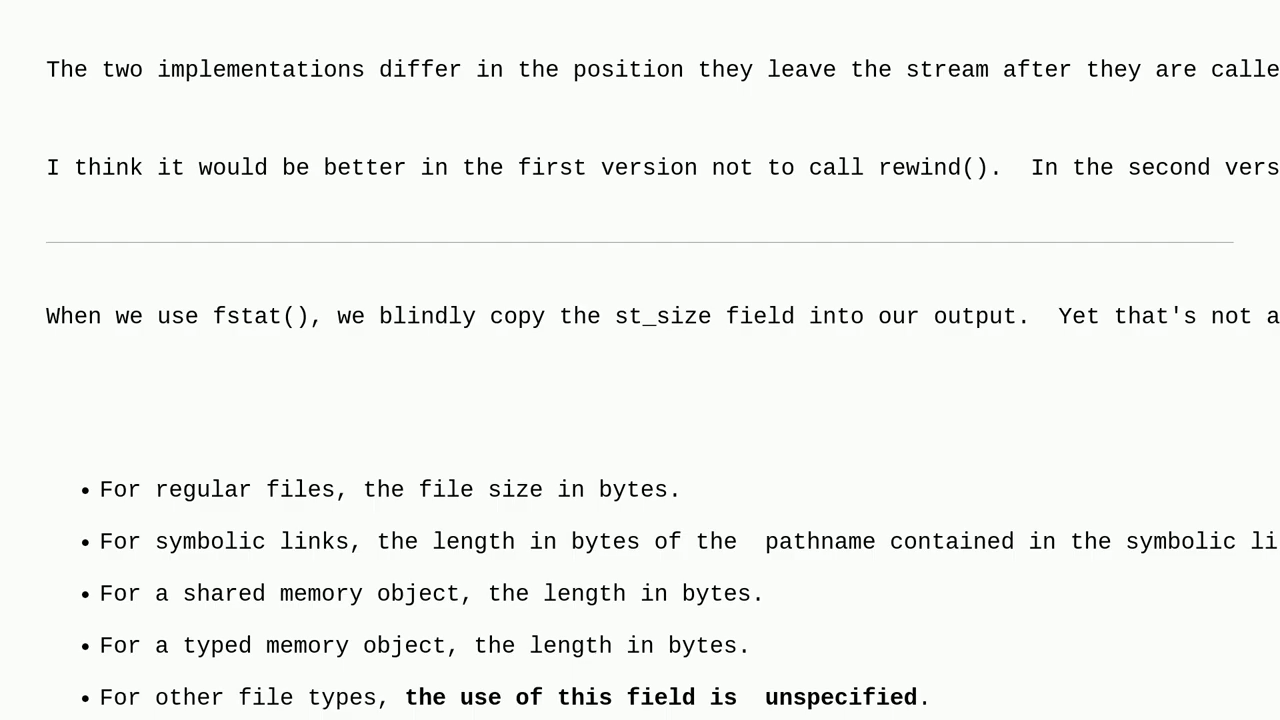 The two implementations differ in the position they leave the stream after they are calle
I think it would be better in the first version not to call rewind().  In the second vers
When we use fstat(), we blindly copy the st_size field into our output.  Yet that's not a
• For regular files, the file size in bytes.
• For symbolic links, the length in bytes of the  pathname contained in the symbolic li
• For a shared memory object, the length in bytes.
• For a typed memory object, the length in bytes.
• For other file types, the use of this field is  unspecified.